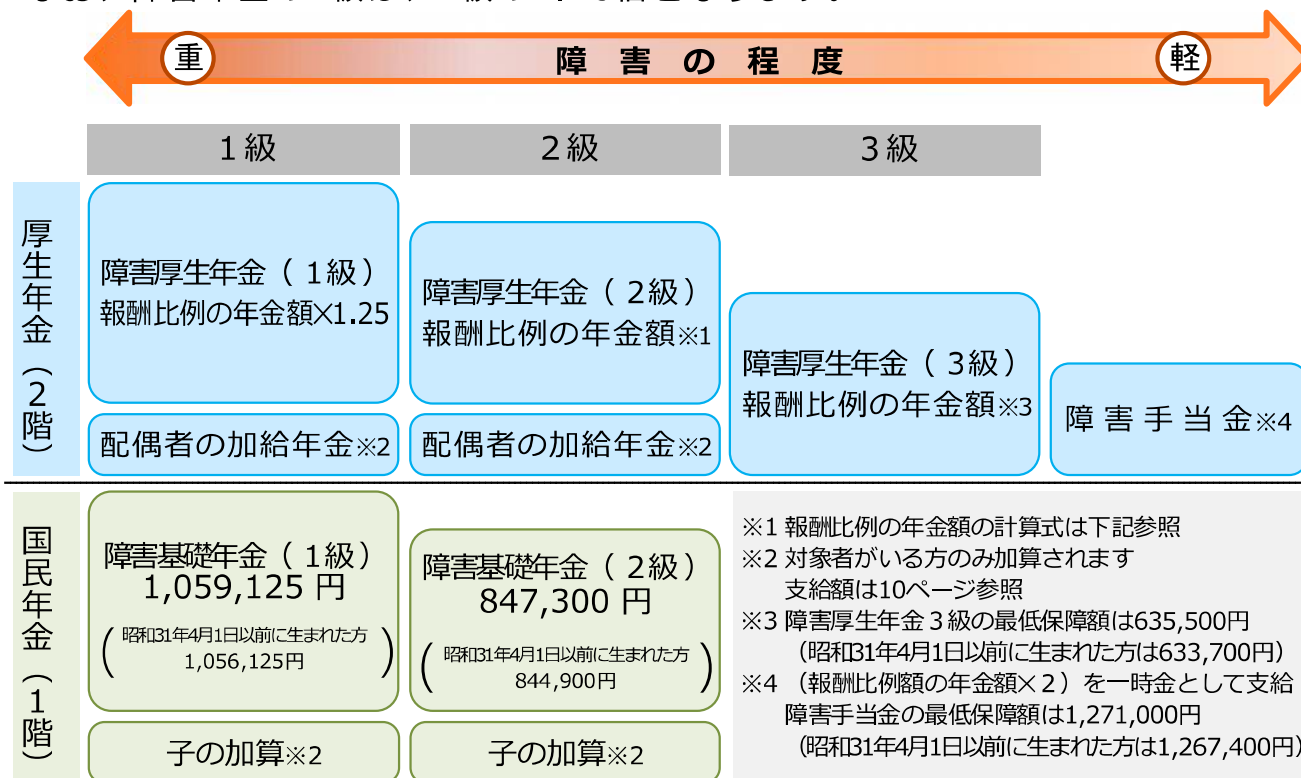 重 障害の程度 軽
1級 2級 3級
厚生年金（2階）
障害厚生年金（1級）
報酬比例の年金額×1.25
配偶者の加給年金※2
障害厚生年金（2級）
報酬比例の年金額※1
配偶者の加給年金※2
障害厚生年金（3級）
報酬比例の年金額※3
障害手当金※4
国民年金（1階）
障害基礎年金（1級）
1,059,125 円
（昭和31年4月1日以前に生まれた方
1,056,125円）
子の加算※2
障害基礎年金（2級）
847,300 円
（昭和31年4月1日以前に生まれた方
844,900円）
子の加算※2
※1 報酬比例の年金額の計算式は下記参照
※2 対象者がいる方のみ加算されます
支給額は10ページ参照
※3 障害厚生年金3級の最低保障額は635,500円
（昭和31年4月1日以前に生まれた方は633,700円）
※4 （報酬比例額の年金額×2）を一時金として支給
障害手当金の最低保障額は1,271,000円
（昭和31年4月1日以前に生まれた方は1,267,400円）